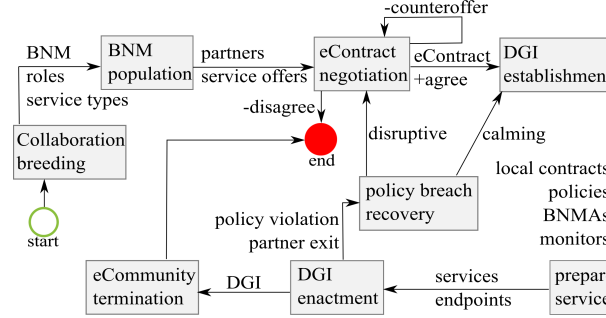 -counteroffer
BNM
roles
service types
BNM
population
partners
service offers
eContract
negotiation
eContract
+agree
DGI
establishmen
-disagree
end
disruptive
calming
Collaboration
breeding
start
policy breach
recovery
local contracts
policies
BNMAs
monitors
policy violation
partner exit
eCommunity
termination
DGI
DGI
enactment
services
endpoints
prepar
service